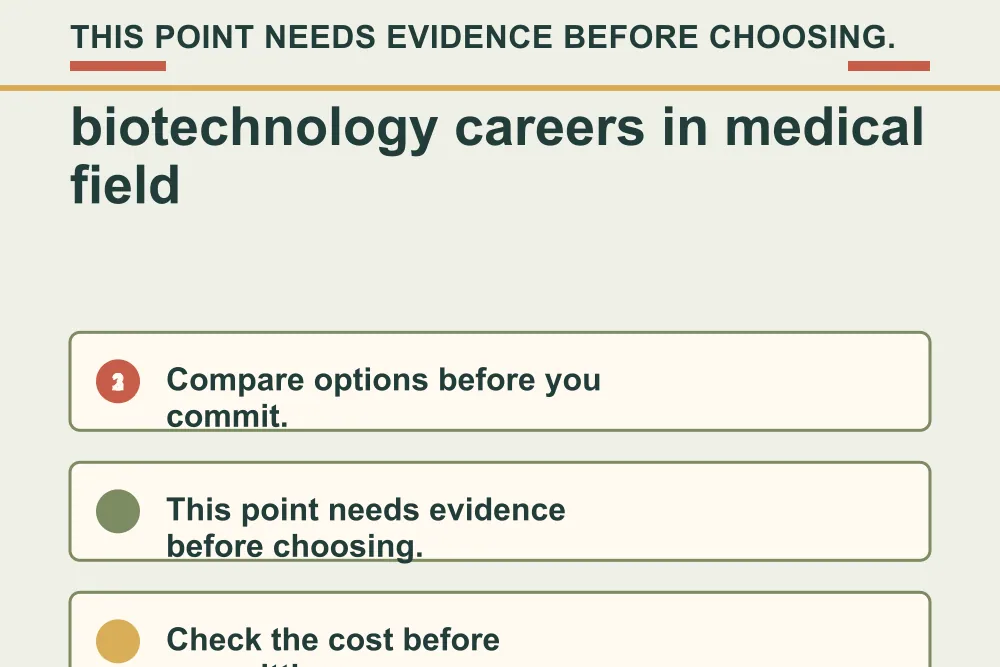 THIS POINT NEEDS EVIDENCE BEFORE CHOOSING.
biotechnology careers in medical
field
Compare options before you
commit.
This point needs evidence
before choosing.
Check the cost before